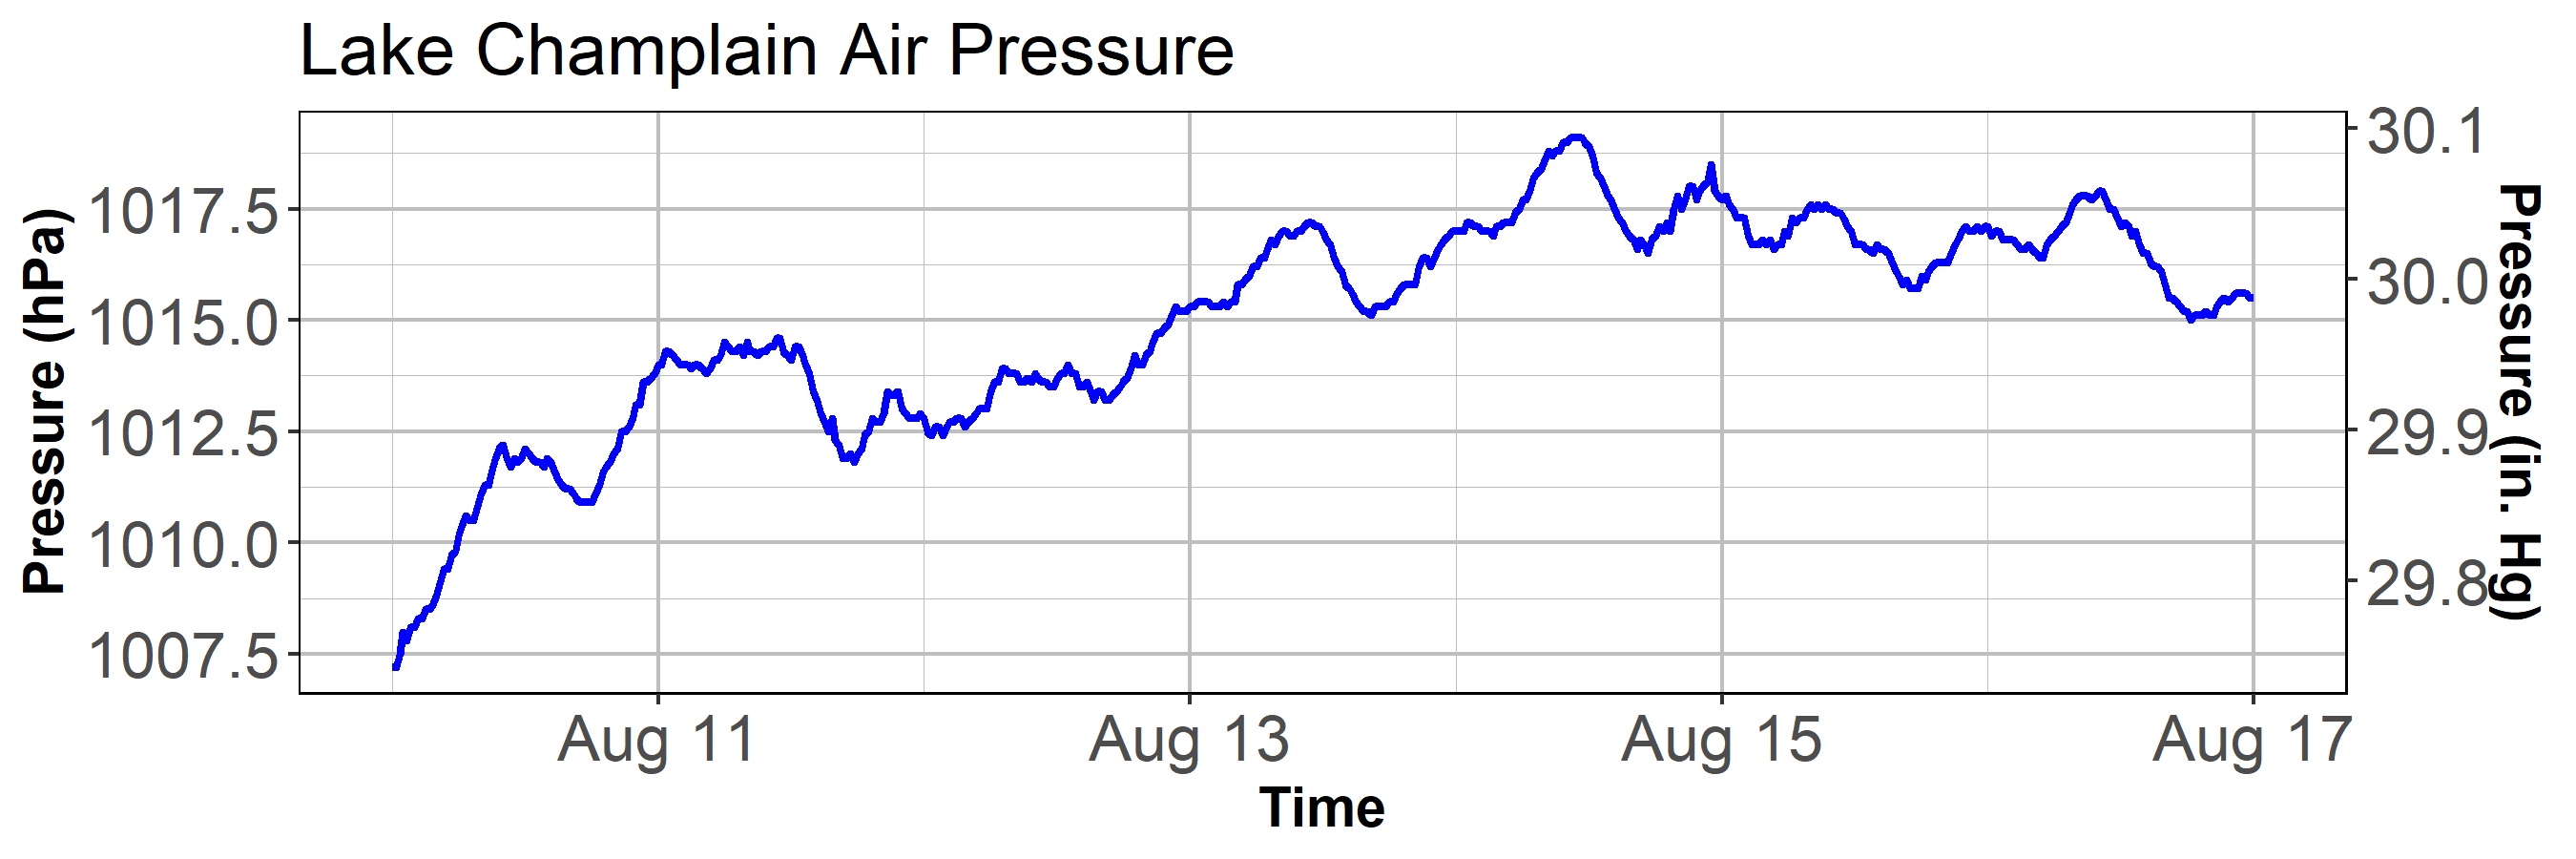 Lake Champlain Air Pressure
Pressure (hPa)
1017.5
1015.0
1012.5
1010.0
1007.5
30.1
30.0
29.9
29.8
Pressure (in. Hg)
Aug 11
Aug 13
Aug 15
Aug 17
Time